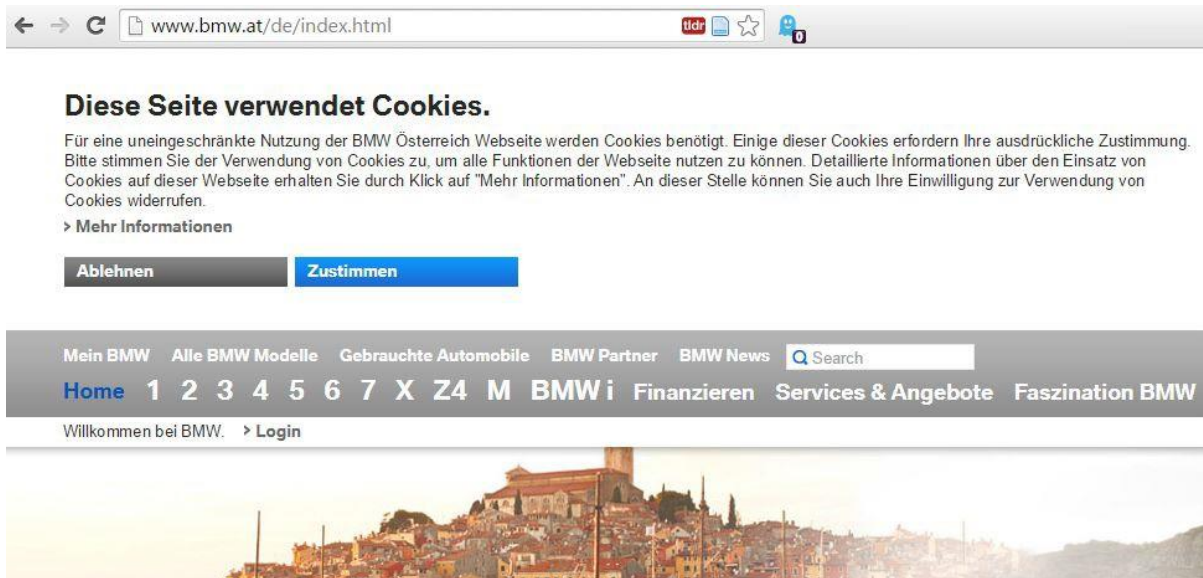 www.bmw.at/de/index.html tldr 0
Diese Seite verwendet Cookies.
Für eine uneingeschränkte Nutzung der BMW Österreich Webseite werden Cookies benötigt. Einige dieser Cookies erfordern Ihre ausdrückliche Zustimmung.
Bitte stimmen Sie der Verwendung von Cookies zu, um alle Funktionen der Webseite nutzen zu können. Detaillierte Informationen über den Einsatz von
Cookies auf dieser Webseite erhalten Sie durch Klick auf "Mehr Informationen". An dieser Stelle können Sie auch Ihre Einwilligung zur Verwendung von
Cookies widerrufen.
> Mehr Informationen
Ablehnen Zustimmen
Mein BMW Alle BMW Modelle Gebrauchte Automobile BMW Partner BMW News Search
Home 1 2 3 4 5 6 7 X Z4 M BMW i Finanzieren Services & Angebote Faszination BMW
Willkommen bei BMW. > Login